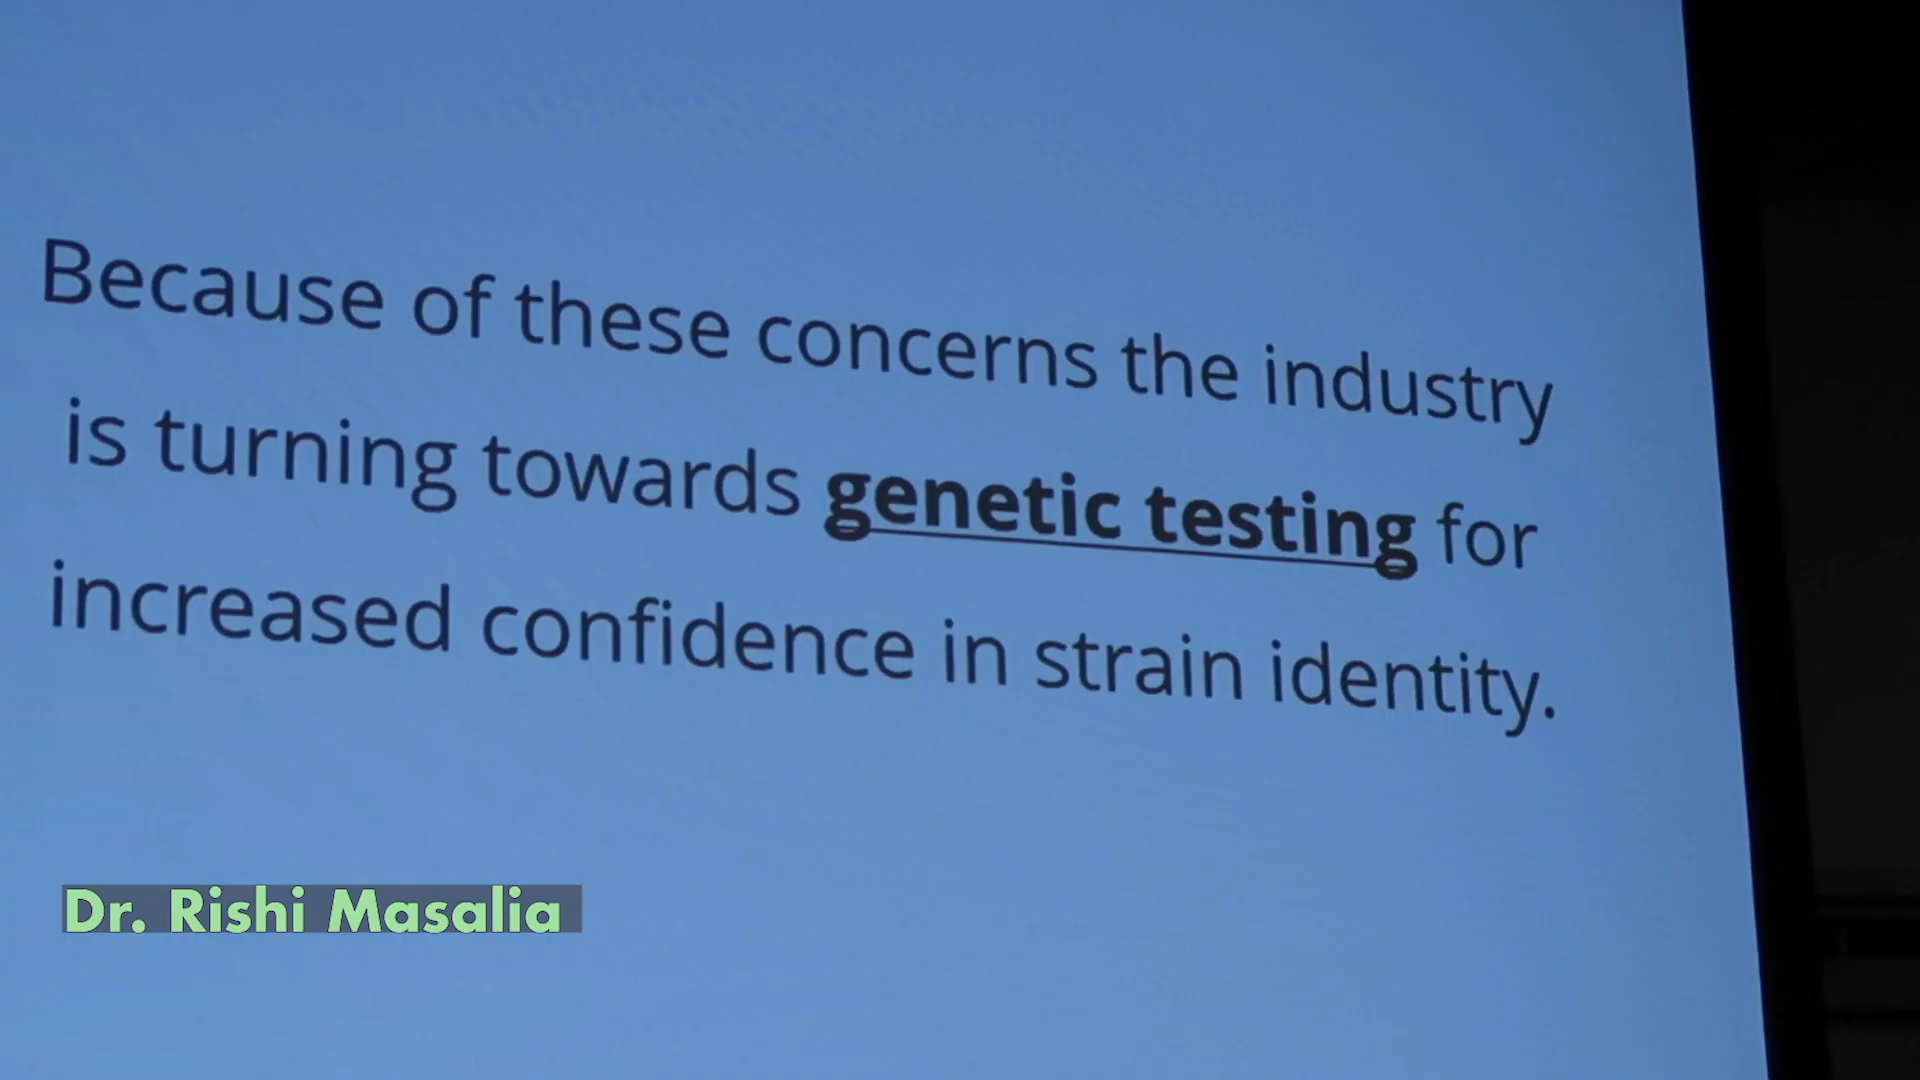 Because of these concerns the industry
is turning towards genetic testing for
increased confidence in strain identity.
Dr. Rishi Masalia